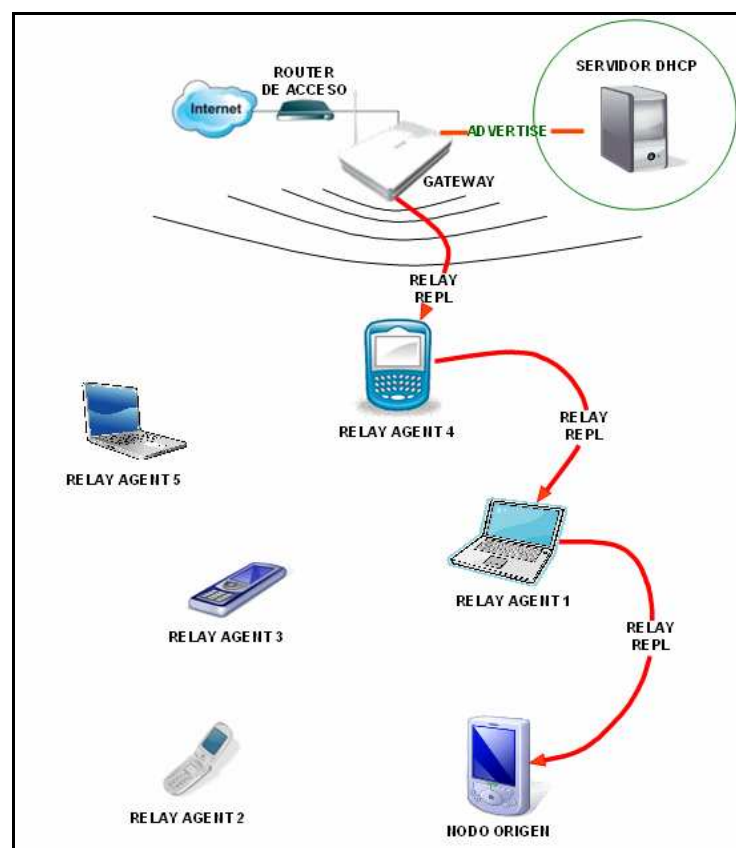 ROUTER
DE ACCESO
SERVIDOR DHCP
Internet
ADVERTISE
GATEWAY
RELAY
REPL
RELAY AGENT 4
RELAY
REPL
RELAY AGENT 5
RELAY AGENT 1
RELAY AGENT 3
RELAY
REPL
RELAY AGENT 2
NODO ORIGEN